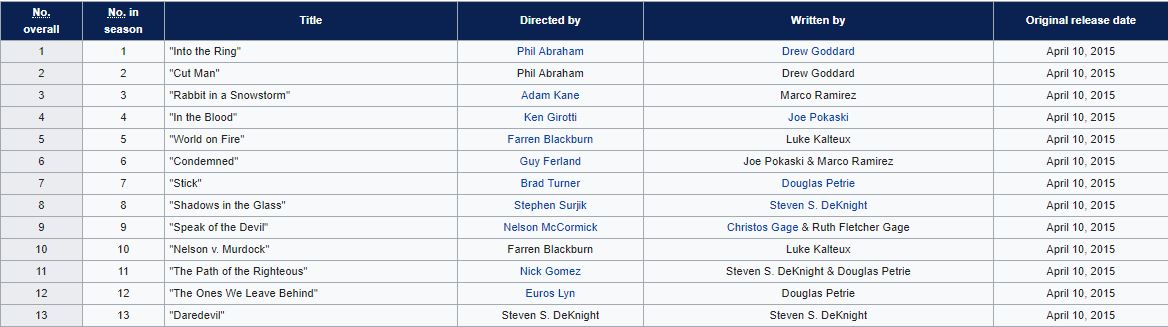 No. overall No. in season Title Directed by Written by Original release date
1 1 "Into the Ring" Phil Abraham Drew Goddard April 10, 2015
2 2 "Cut Man" Phil Abraham Drew Goddard April 10, 2015
3 3 "Rabbit in a Snowstorm" Adam Kane Marco Ramirez April 10, 2015
4 4 "In the Blood" Ken Girotti Joe Pokaski April 10, 2015
5 5 "World on Fire" Farren Blackburn Luke Kalteux April 10, 2015
6 6 "Condemned" Guy Ferland Joe Pokaski & Marco Ramirez April 10, 2015
7 7 "Stick" Brad Turner Douglas Petrie April 10, 2015
8 8 "Shadows in the Glass" Stephen Surjik Steven S. DeKnight April 10, 2015
9 9 "Speak of the Devil" Nelson McCormick Christos Gage & Ruth Fletcher Gage April 10, 2015
10 10 "Nelson v. Murdock" Farren Blackburn Luke Kalteux April 10, 2015
11 11 "The Path of the Righteous" Nick Gomez Steven S. DeKnight & Douglas Petrie April 10, 2015
12 12 "The Ones We Leave Behind" Euros Lyn Douglas Petrie April 10, 2015
13 13 "Daredevil" Steven S. DeKnight Steven S. DeKnight April 10, 2015